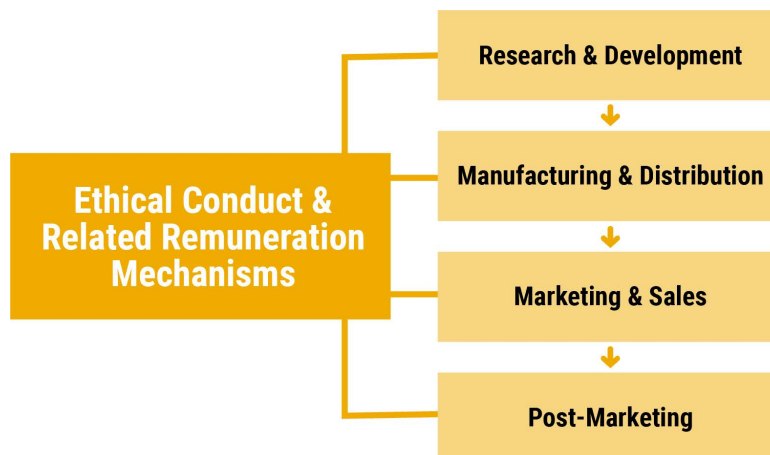 Ethical Conduct &
Related Remuneration
Mechanisms
Research & Development
Manufacturing & Distribution
Marketing & Sales
Post-Marketing